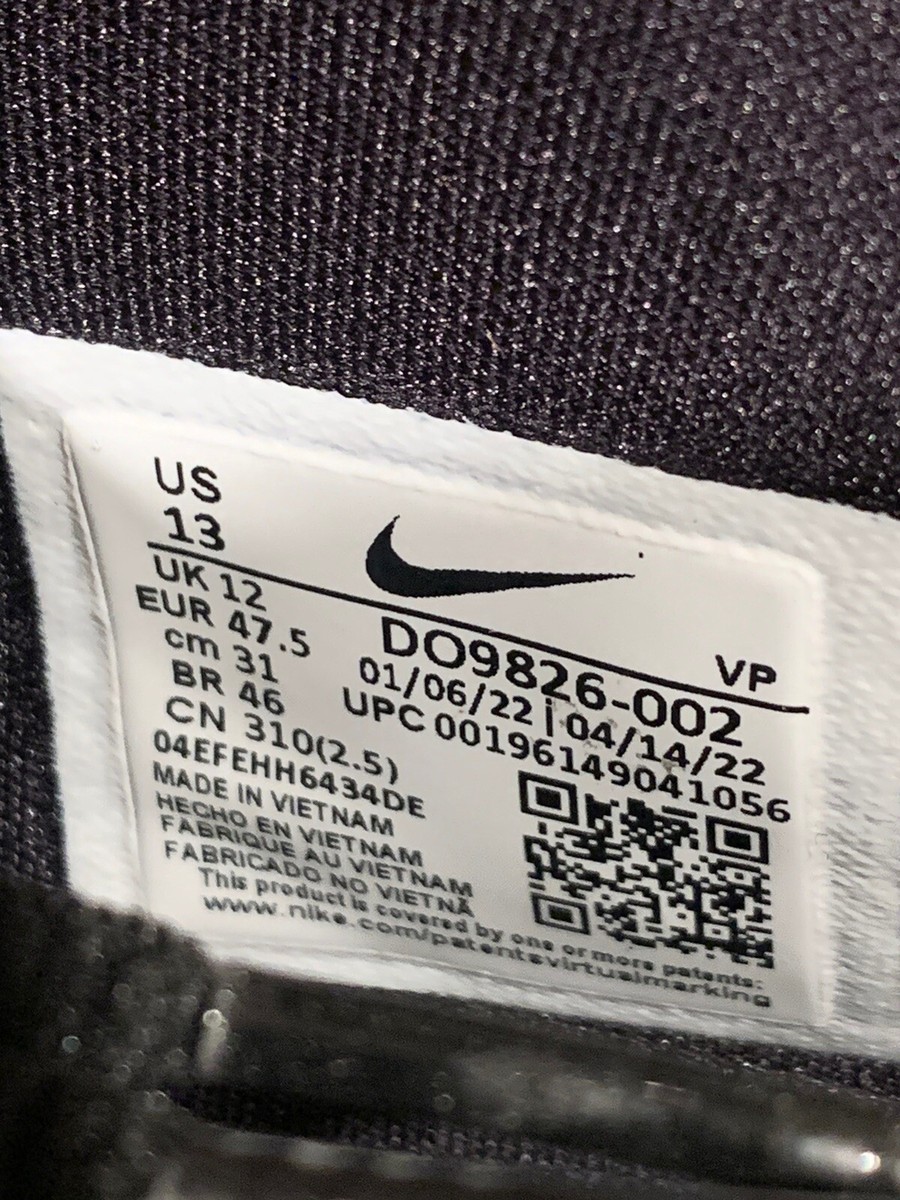 US
13
VP
UK 12
EUR 47.5
cm 31
BR 46
CN 310(2.5)
DO9826-002
01/06/22 | 04/14/22
UPC 00196149041056
04EFEHH6434DE
MADE IN VIETNAM
HECHO EN VIETNAM
FABRIQUE AU VIETNAM
FABRICADO NO VIETNÃ
This product is covered by one or more patents:
www.nike.com/patentsvirtualmarking